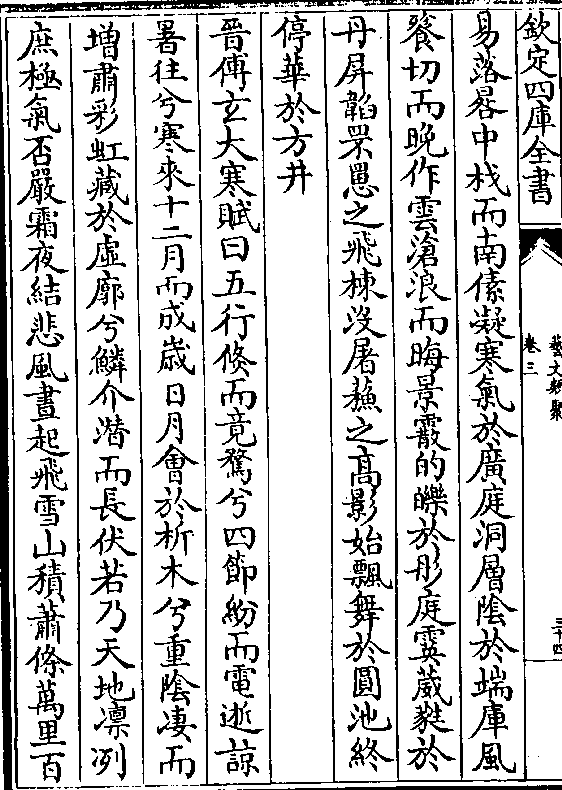 欽定四庫全書
藝文類聚
卷三
三十四
易落晷中棧而南傃凝寒氣於廣庭洞層陰於端庫風
飱切而晚作雲滄浪而晦景霰的皪於彤庭霙葳蕤於
丹屏韜罘罳之飛棟沒屠蘓之髙影始飄舞於圓池終
停華於方井
晉傅玄大寒賦曰五行倏而竟騖兮四節紛而電逝諒
暑往兮寒來十二月而成歲日月會於析木兮重陰凄而
增肅彩虹藏於虛廓兮鱗介潛而長伏若乃天地凛冽
庶極氣否嚴霜夜結悲風晝起飛雪山積蕭條萬里百